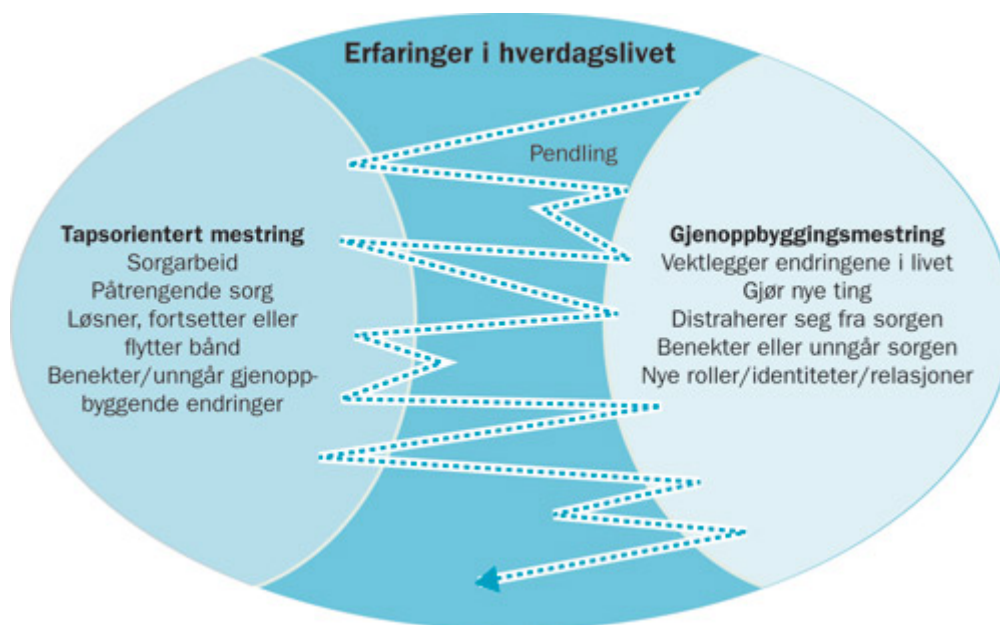 Erfaringer i hverdagslivet
Pendling
Tapsorientert mestring
Sorgarbeid
Påtrengende sorg
Løsner, fortsetter eller
flytter bånd
Benekter/unngår gjenopp-
byggende endringer
Gjenoppbyggingsmestring
Vektlegger endringene i livet
Gjør nye ting
Distraherer seg fra sorgen
Benekter eller unngår sorgen
Nye roller/identiteter/relasjoner